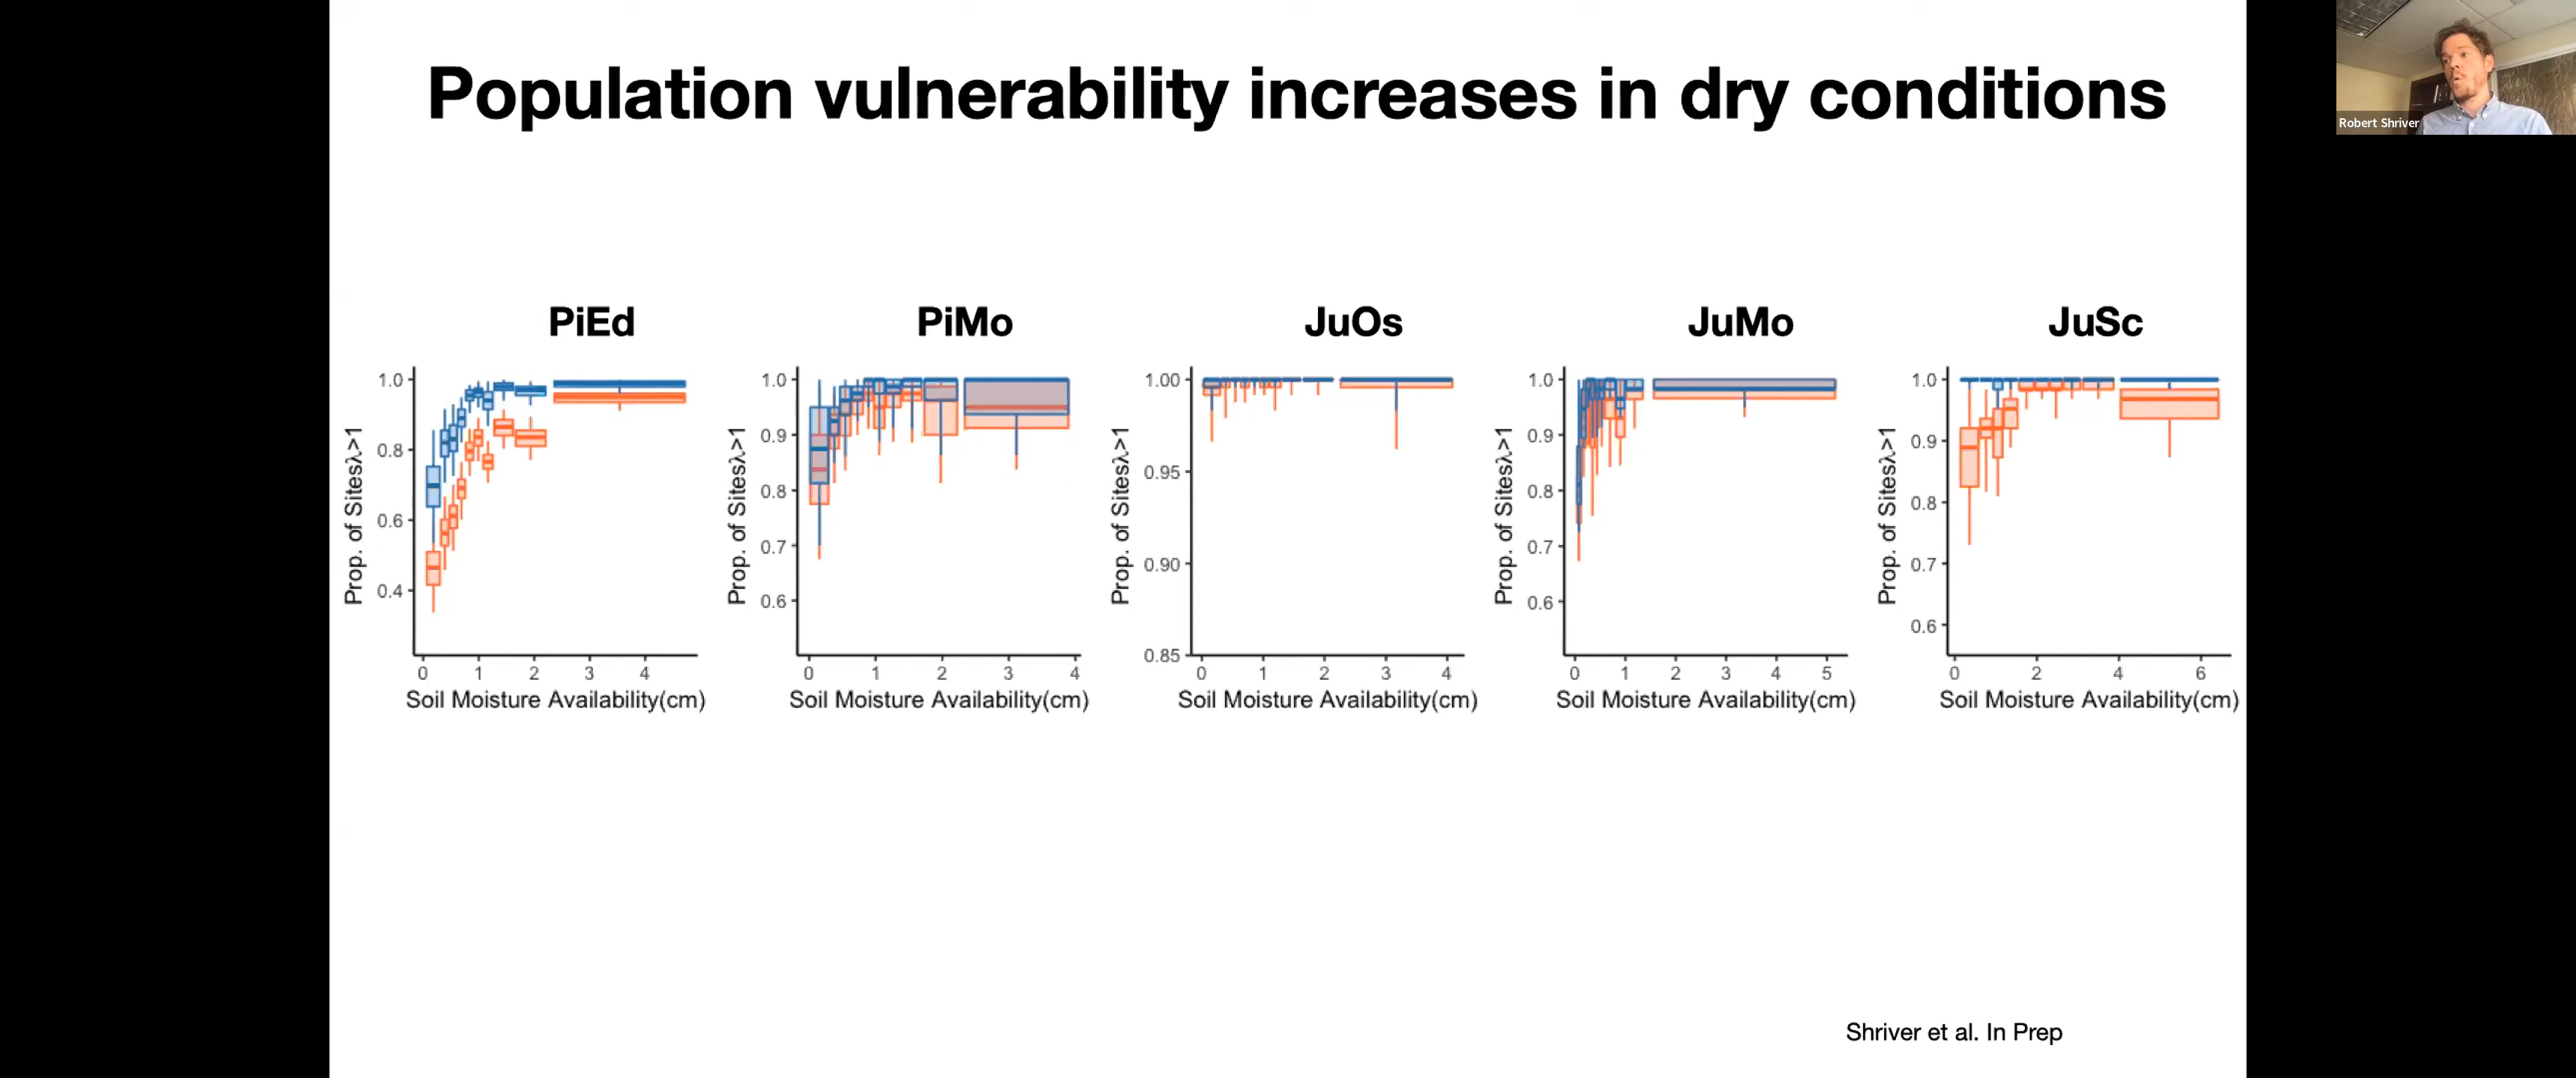 Population vulnerability increases in dry conditions
Robert Shriver
PiEd
PiMo
JuOs
JuMo
JuSc
Prop. of Sitesλ>1
1.0
0.8
0.6
0.4
0 1 2 3 4
Soil Moisture Availability(cm)
Prop. of Sitesλ>1
1.0
0.9
0.8
0.7
0.6
0 1 2 3 4
Soil Moisture Availability(cm)
Prop. of Sitesλ>1
1.00
0.95
0.90
0.85
0 1 2 3 4
Soil Moisture Availability(cm)
Prop. of Sitesλ>1
1.0
0.9
0.8
0.7
0.6
0 1 2 3 4 5
Soil Moisture Availability(cm)
Prop. of Sitesλ>1
1.0
0.9
0.8
0.7
0.6
0 2 4 6
Soil Moisture Availability(cm)
Shriver et al. In Prep